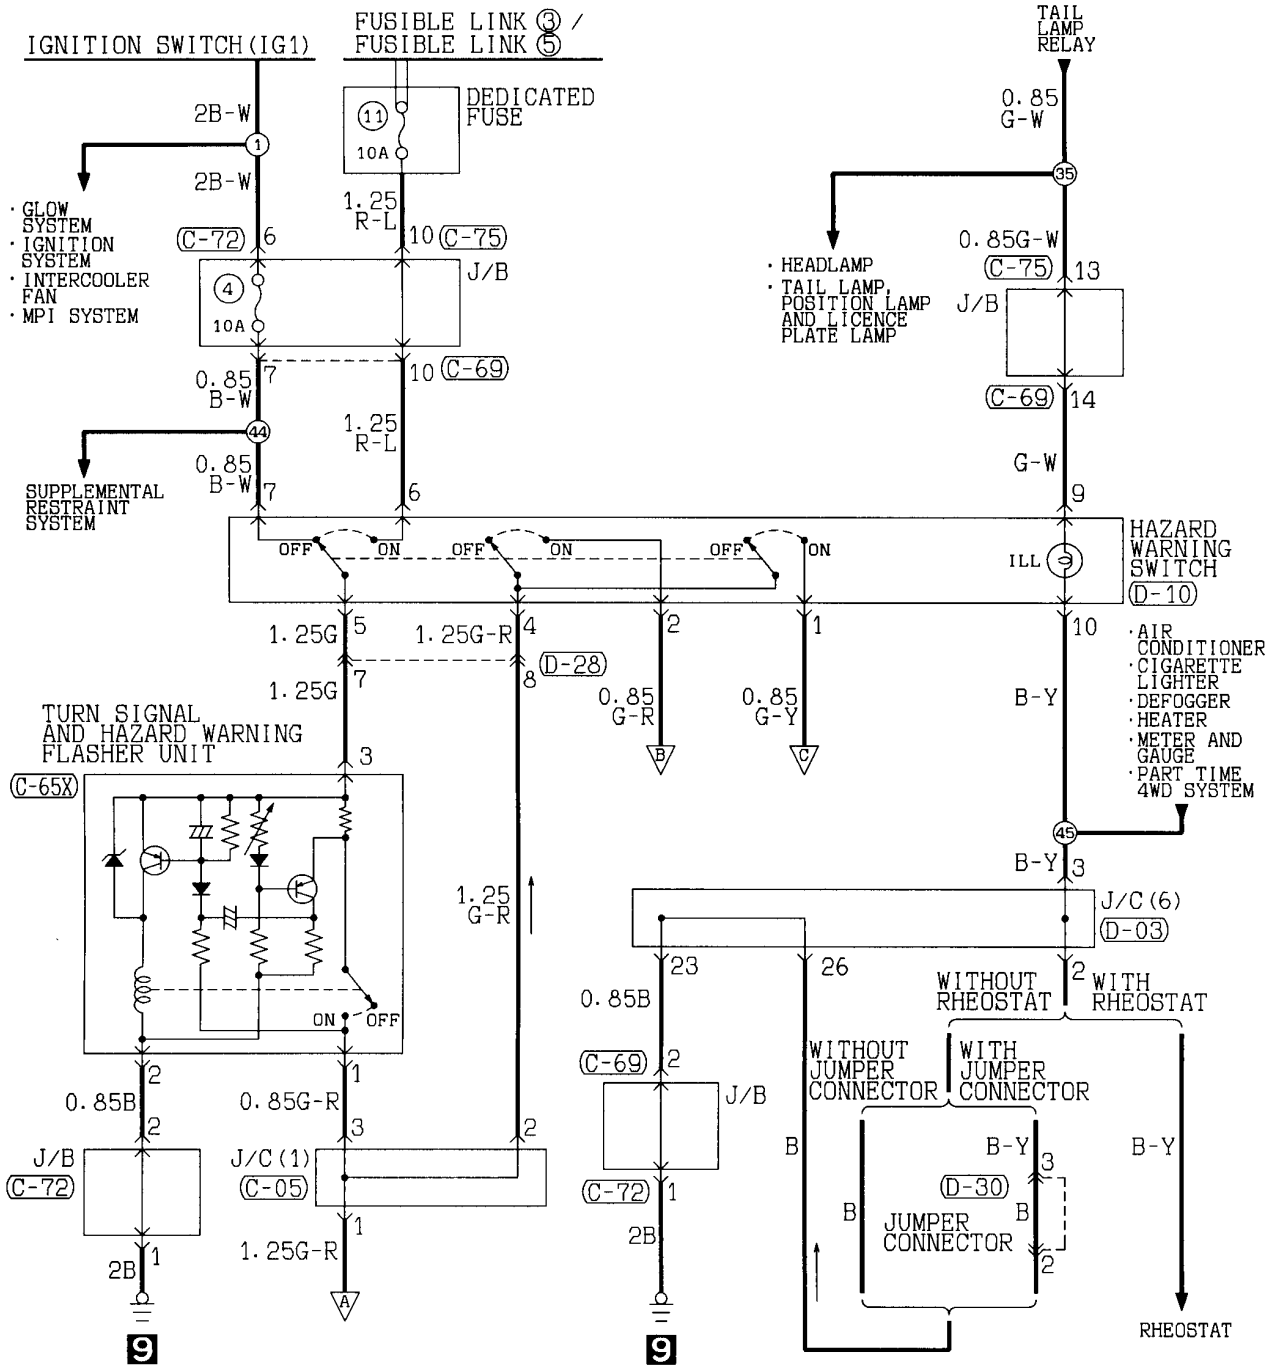 IGNITION SWITCH(IG1)
FUSIBLE LINK ③ /
FUSIBLE LINK ⑤
TAIL
LAMP
RELAY
2B-W
1
2B-W
11
10A
DEDICATED
FUSE
0.85
G-W
35
· GLOW
SYSTEM
· IGNITION
SYSTEM
· INTERCOOLER
FAN
· MPI SYSTEM
1.25
R-L
C-72
6
10
C-75
J/B
4
10A
0.85G-W
C-75
13
J/B
· HEADLAMP
· TAIL LAMP,
POSITION LAMP
AND LICENCE
PLATE LAMP
7
10
C-69
0.85
B-W
44
1.25
R-L
C-69
14
G-W
0.85
B-W
7
6
9
SUPPLEMENTAL
RESTRAINT
SYSTEM
OFF
ON
OFF
ON
OFF
ON
ILL
HAZARD
WARNING
SWITCH
D-10
1.25G
5
1.25G-R
4
2
1
10
D-28
7
8
1.25G
0.85
G-R
0.85
G-Y
B-Y
· AIR
CONDITIONER
· CIGARETTE
LIGHTER
· DEFOGGER
· HEATER
· METER AND
GAUGE
· PART TIME
4WD SYSTEM
B
C
TURN SIGNAL
AND HAZARD WARNING
FLASHER UNIT
C-65X
3
45
B-Y
3
1.25
G-R
J/C(6)
D-03
23
26
2
0.85B
WITHOUT
RHEOSTAT
WITH
RHEOSTAT
ON
OFF
2
1
0.85B
0.85G-R
2
3
2
C-69
2
J/B
WITHOUT
JUMPER
CONNECTOR
WITH
JUMPER
CONNECTOR
J/B
C-72
J/C(1)
C-05
B
B-Y
3
B-Y
C-72
1
D-30
B
B
JUMPER
CONNECTOR
2
1
2B
1
1.25G-R
2B
A
9
9
RHEOSTAT